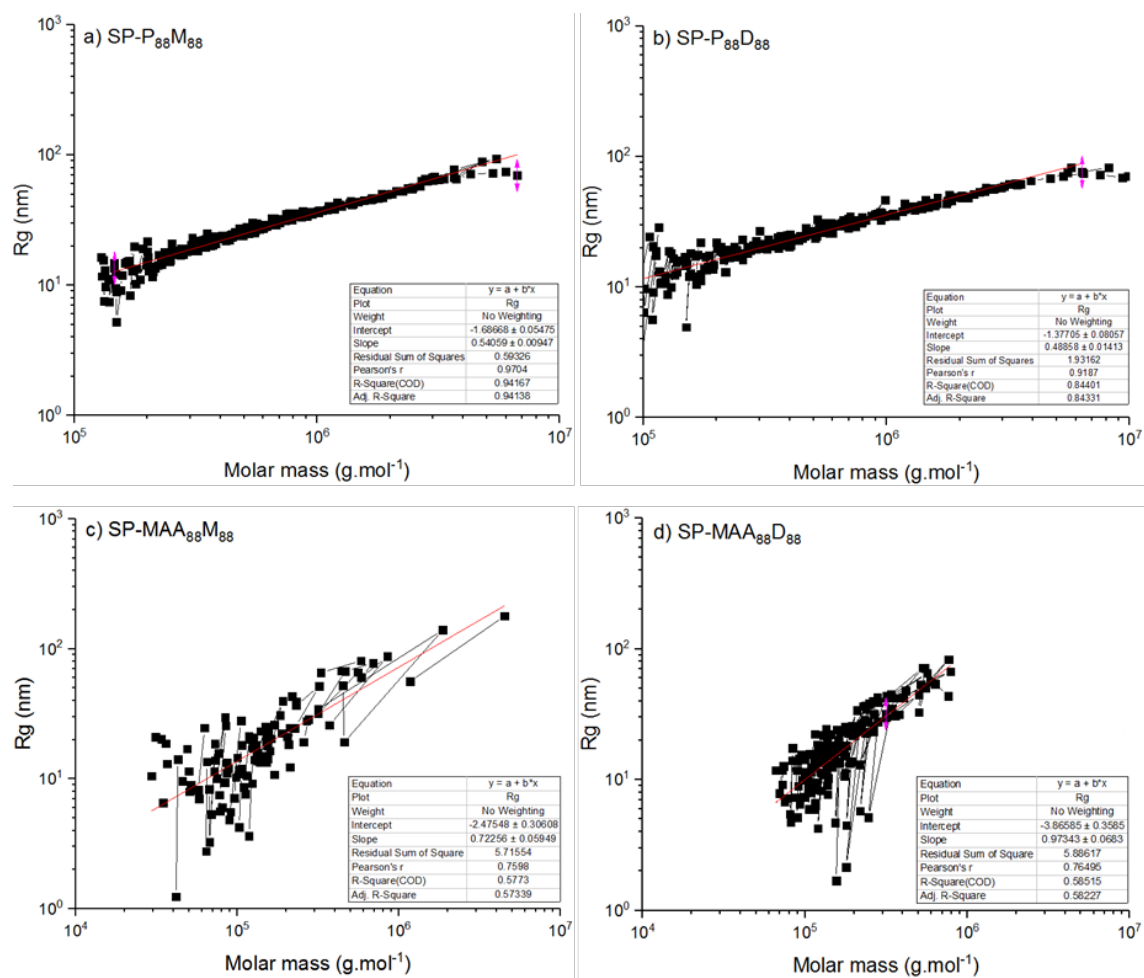 a) SP-P₈₈M₈₈
10³
10²
10¹
10⁰
Rg (nm)
10⁵ 10⁶ 10⁷
Molar mass (g.mol⁻¹)
Equation y = a + b*x
Plot Rg
Weight No Weighting
Intercept -1.68668 ± 0.05475
Slope 0.54059 ± 0.00947
Residual Sum of Squares 0.59326
Pearson's r 0.9704
R-Square(COD) 0.94167
Adj. R-Square 0.94138
b) SP-P₈₈D₈₈
10³
10²
10¹
10⁰
Rg (nm)
10⁵ 10⁶ 10⁷
Molar mass (g.mol⁻¹)
Equation y = a + b*x
Plot Rg
Weight No Weighting
Intercept -1.37705 ± 0.08057
Slope 0.48858 ± 0.01413
Residual Sum of Squares 1.93162
Pearson's r 0.9187
R-Square(COD) 0.84401
Adj. R-Square 0.84331
c) SP-MAA₈₈M₈₈
10³
10²
10¹
10⁰
Rg (nm)
10⁴ 10⁵ 10⁶ 10⁷
Molar mass (g.mol⁻¹)
Equation y = a + b*x
Plot Rg
Weight No Weighting
Intercept -2.47548 ± 0.30608
Slope 0.72256 ± 0.05949
Residual Sum of Square 5.71554
Pearson's r 0.7598
R-Square(COD) 0.5773
Adj. R-Square 0.57339
d) SP-MAA₈₈D₈₈
10³
10²
10¹
10⁰
Rg (nm)
10⁴ 10⁵ 10⁶ 10⁷
Molar mass (g.mol⁻¹)
Equation y = a + b*x
Plot Rg
Weight No Weighting
Intercept -3.86585 ± 0.3585
Slope 0.97343 ± 0.0683
Residual Sum of Square 5.88617
Pearson's r 0.76495
R-Square(COD) 0.58515
Adj. R-Square 0.58227